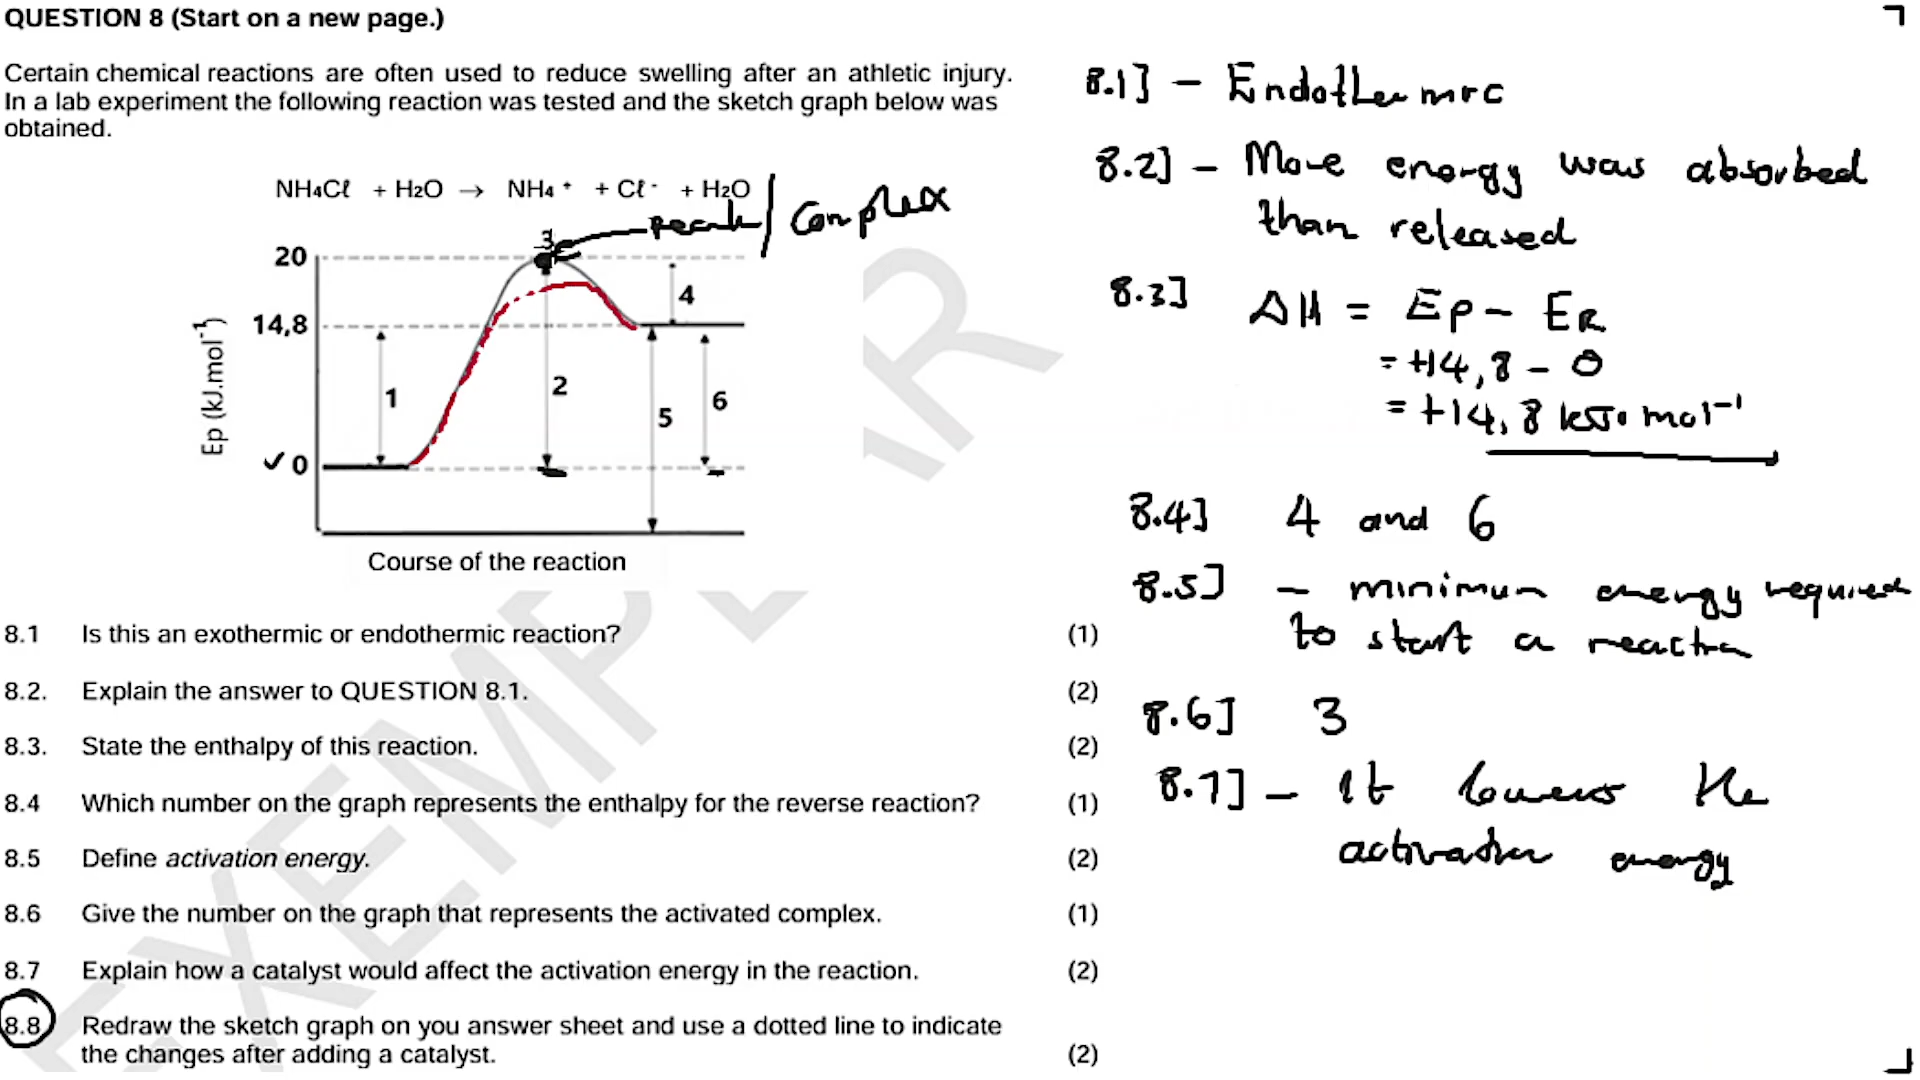 QUESTION 8 (Start on a new page.)
Certain chemical reactions are often used to reduce swelling after an athletic injury.
In a lab experiment the following reaction was tested and the sketch graph below was
obtained.
NH4Cℓ + H2O → NH4 + + Cℓ - + H2O
peak/complex
3
20
4
14,8
1
2
5
6
✓0
Ep (kJ.mol⁻¹)
Course of the reaction
8.1 Is this an exothermic or endothermic reaction? (1)
8.2. Explain the answer to QUESTION 8.1. (2)
8.3. State the enthalpy of this reaction. (2)
8.4 Which number on the graph represents the enthalpy for the reverse reaction? (1)
8.5 Define activation energy. (2)
8.6 Give the number on the graph that represents the activated complex. (1)
8.7 Explain how a catalyst would affect the activation energy in the reaction. (2)
8.8 Redraw the sketch graph on you answer sheet and use a dotted line to indicate
the changes after adding a catalyst. (2)
8.1] - Endothermic
8.2] - More energy was absorbed
than released
8.3] ΔH = Ep - ER
= +14,8 - 0
= +14,8 kJ.mol⁻¹
8.4] 4 and 6
8.5] - minimum energy required
to start a reaction
8.6] 3
8.7] - It lowers the
activation energy
EXEMPLAR